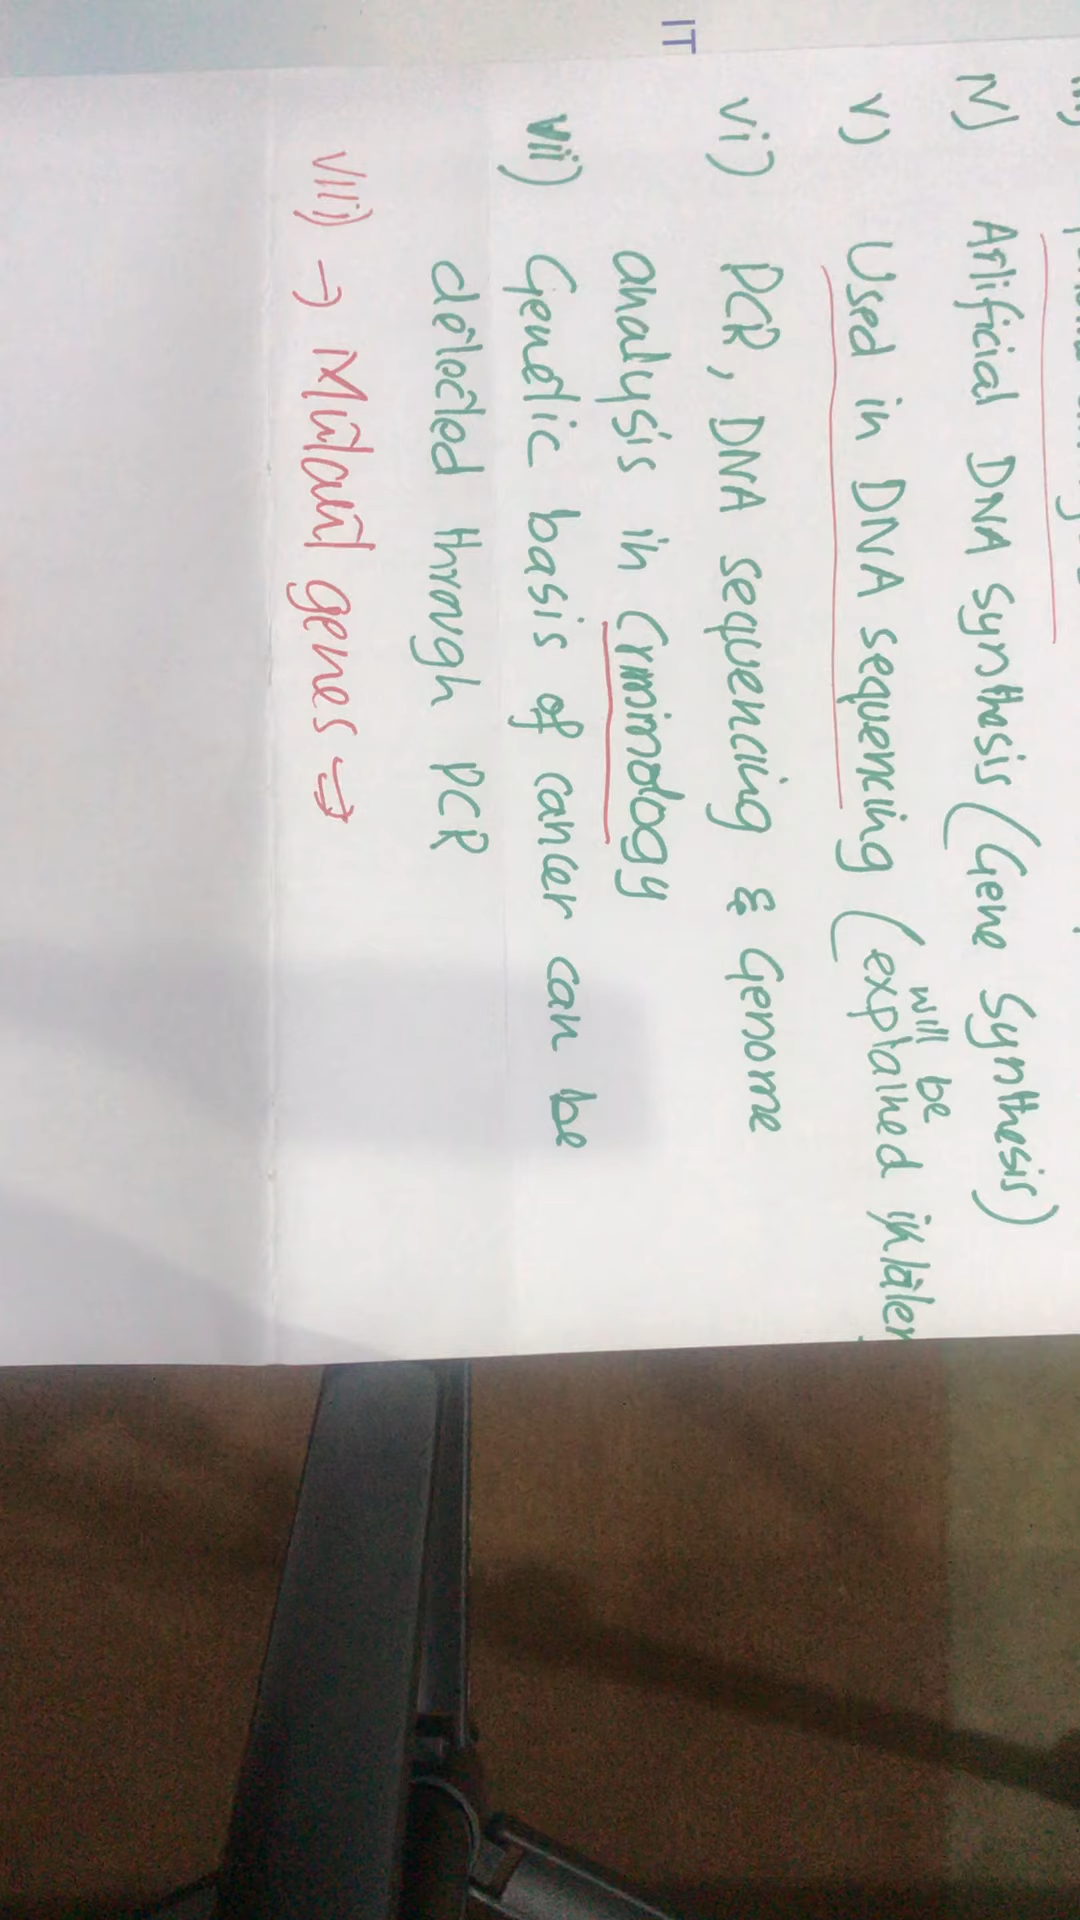 IV) Artificial DNA synthesis (Gene Synthesis)
V) Used in DNA sequencing (explained in later
will be
vi) PCR, DNA sequencing & Genome
analysis in Criminology
vii) Genetic basis of cancer can be
detected through PCR
VIII) → Mutant genes →
IT